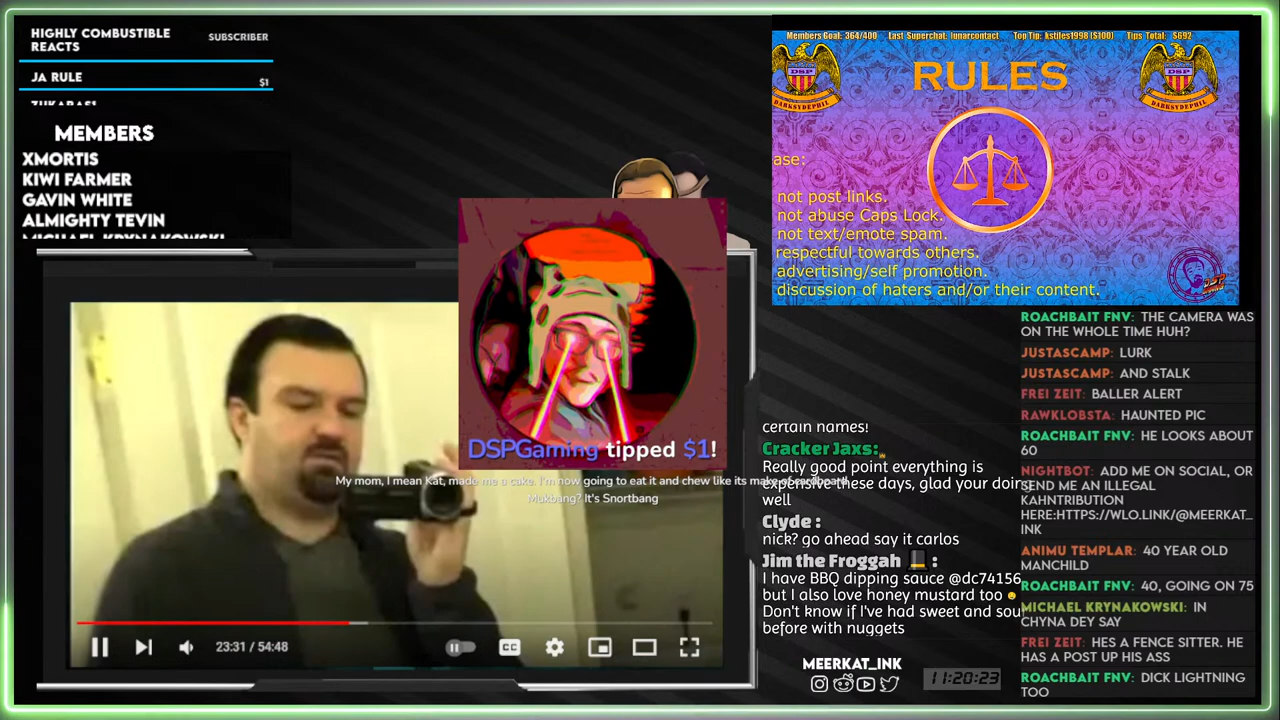 HIGHLY COMBUSTIBLE
REACTS
SUBSCRIBER
JA RULE
$1
MEMBERS
XMORTIS
KIWI FARMER
GAVIN WHITE
ALMIGHTY TEVIN
MICHAEL KRYNAKOWSKI
Members Goal: 364/400 Last Superchat: lunarcontact Top Tip: kstiles1998 ($100) Tips Total: $692
DSP
DARKSYDEPHIL
RULES
DSP
DARKSYDEPHIL
ase:
not post links.
not abuse Caps Lock.
not text/emote spam.
respectful towards others.
advertising/self promotion.
discussion of haters and/or their content.
DSPGaming tipped $1!
My mom, I mean Kat, made me a cake. I'm now going to eat it and chew like its make of cardboard
Mukbang? It's Snortbang
23:31 / 54:48
CC
certain names!
Cracker Jaxs:
Really good point everything is
expensive these days, glad your doing
well
Clyde :
nick? go ahead say it carlos
Jim the Froggah :
I have BBQ dipping sauce @dc74156
but I also love honey mustard too
Don't know if I've had sweet and sour
before with nuggets
MEERKAT_INK
11:20:23
ROACHBAIT FNV: THE CAMERA WAS
ON THE WHOLE TIME HUH?
JUSTASCAMP: LURK
JUSTASCAMP: AND STALK
FREI ZEIT: BALLER ALERT
RAWKLOBSTA: HAUNTED PIC
ROACHBAIT FNV: HE LOOKS ABOUT
60
NIGHTBOT: ADD ME ON SOCIAL, OR
SEND ME AN ILLEGAL
KAHNTRIBUTION
HERE:HTTPS://WLO.LINK/@MEERKAT_
INK
ANIMU TEMPLAR: 40 YEAR OLD
MANCHILD
ROACHBAIT FNV: 40, GOING ON 75
MICHAEL KRYNAKOWSKI: IN
CHYNA DEY SAY
FREI ZEIT: HES A FENCE SITTER. HE
HAS A POST UP HIS ASS
ROACHBAIT FNV: DICK LIGHTNING
TOO